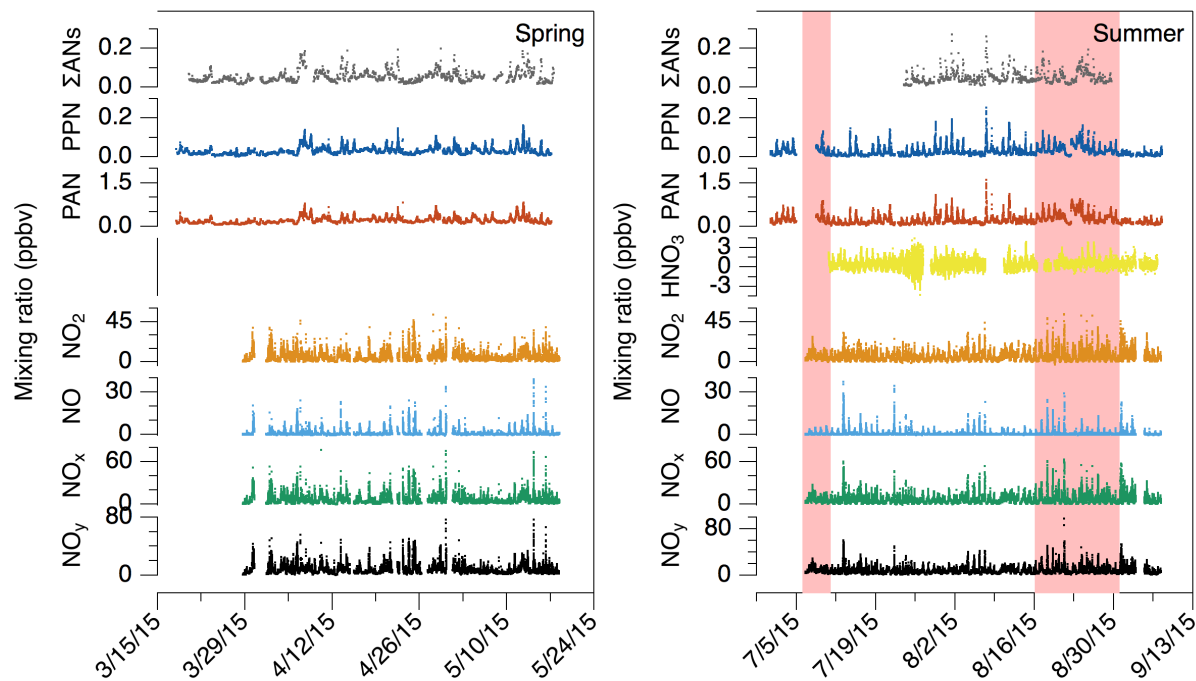 Spring
Mixing ratio (ppbv)
ΣANs
0.2
0.0
PPN
0.2
0.0
PAN
1.5
0.0
NO2
45
0
NO
30
0
NOx
60
0
NOy
80
0
3/15/15
3/29/15
4/12/15
4/26/15
5/10/15
5/24/15
Summer
Mixing ratio (ppbv)
ΣANs
0.2
0.0
PPN
0.2
0.0
PAN
1.5
0.0
HNO3
3
0
-3
NO2
45
0
NO
30
0
NOx
60
0
NOy
80
0
7/5/15
7/19/15
8/2/15
8/16/15
8/30/15
9/13/15